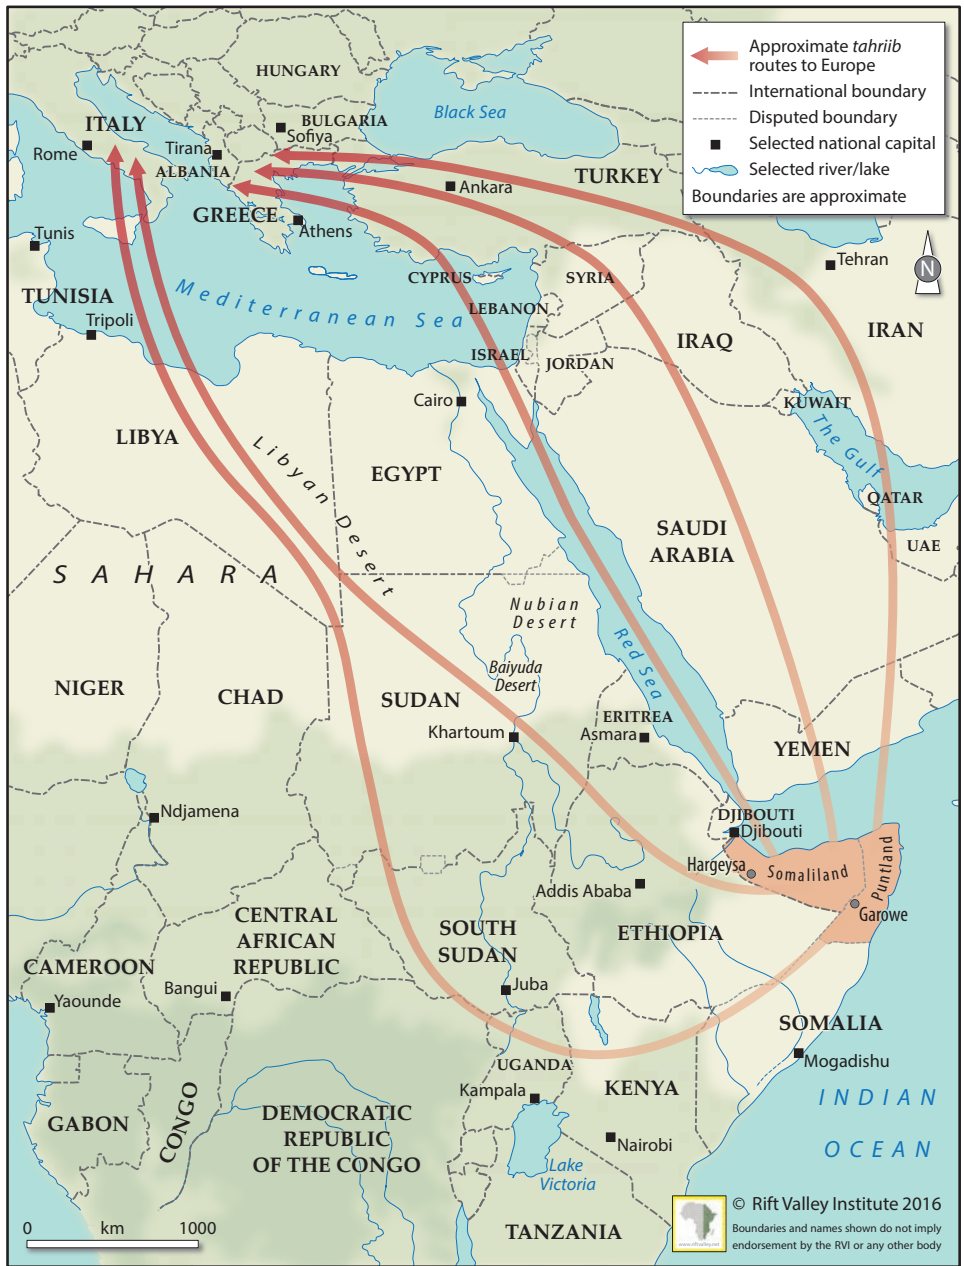 Approximate tahriib
routes to Europe
International boundary
Disputed boundary
Selected national capital
Selected river/lake
Boundaries are approximate
HUNGARY
Black Sea
BULGARIA
Sofiya
ITALY
Rome
Tirana
ALBANIA
TURKEY
Ankara
GREECE
Athens
Tunis
Tehran
N
CYPRUS
SYRIA
TUNISIA
Mediterranean Sea
LEBANON
Tripoli
IRAN
IRAQ
ISRAEL
JORDAN
KUWAIT
Cairo
The Gulf
LIBYA
Libyan Desert
EGYPT
QATAR
SAUDI
ARABIA
UAE
SAHARA
Nubian
Desert
Red Sea
Baiyuda
Desert
NIGER
CHAD
SUDAN
ERITREA
Khartoum
Asmara
YEMEN
Ndjamena
DJIBOUTI
Djibouti
Hargeysa
Somaliland
Puntland
Addis Ababa
Garowe
CENTRAL
AFRICAN
REPUBLIC
SOUTH
SUDAN
ETHIOPIA
CAMEROON
Bangui
Juba
Yaounde
SOMALIA
Mogadishu
UGANDA
Kampala
KENYA
INDIAN
OCEAN
GABON
CONGO
DEMOCRATIC
REPUBLIC
OF THE CONGO
Nairobi
Lake
Victoria
TANZANIA
0 km 1000
www.riftvalley.net
© Rift Valley Institute 2016
Boundaries and names shown do not imply
endorsement by the RVI or any other body